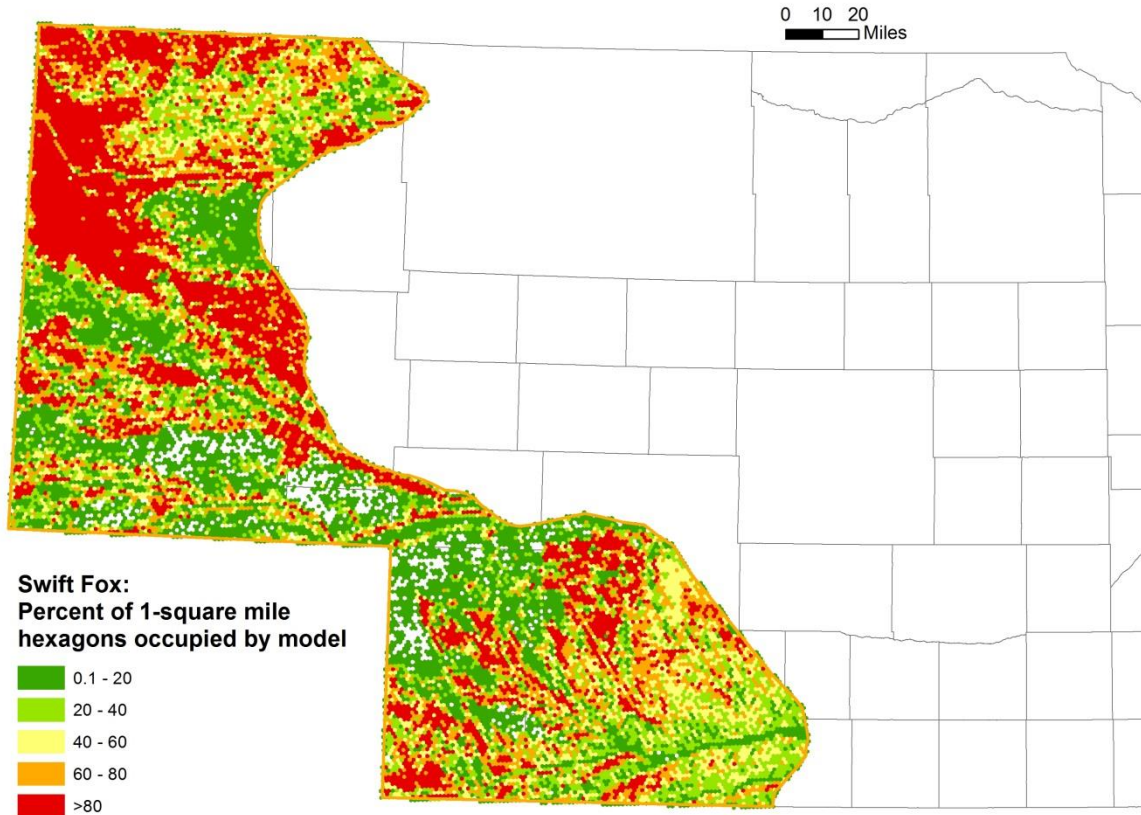 0 10 20
Miles
Swift Fox:
Percent of 1-square mile
hexagons occupied by model
0.1 - 20
20 - 40
40 - 60
60 - 80
>80